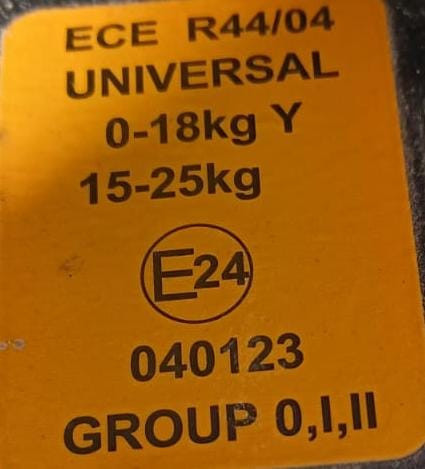 ECE R44/04
UNIVERSAL
0-18kg Y
15-25kg
E24
040123
GROUP 0,I,II